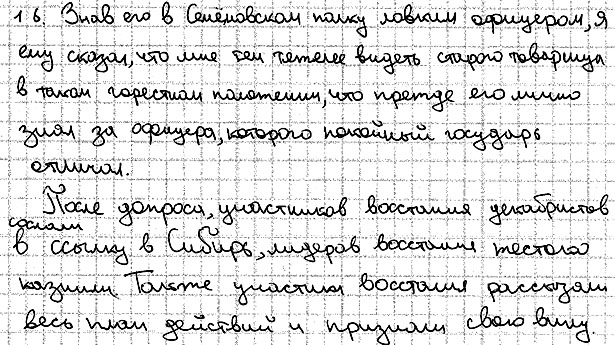 1 б. Знав его в Семёновском полку ловким офицером, я
ему сказал, что мне тем тяжелее видеть старого товарища
в таком горестном положении, что прежде его лично
знал за офицера, которого покойный государь
отличал.
После допроса, участников восстания декабристов
сослали
в ссылку в Сибирь, лидеров восстания жестоко
казнили. Также участники восстания рассказали
весь план действий и признали свою вину.